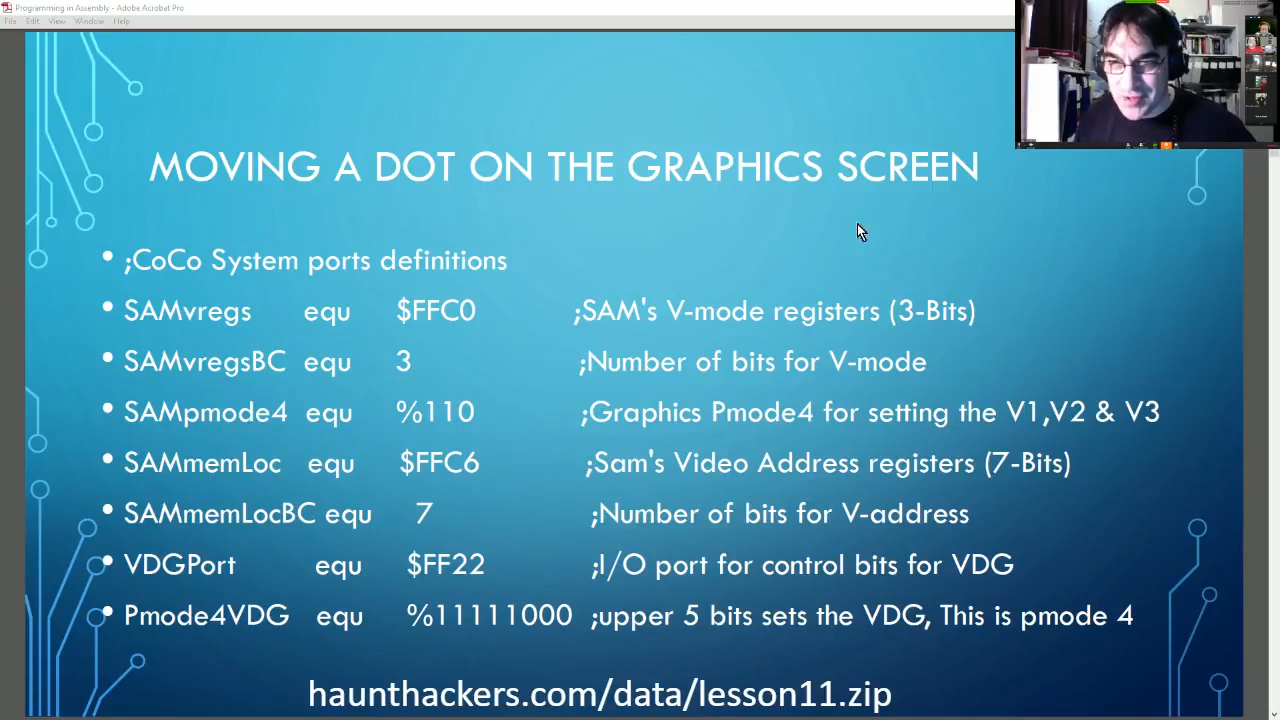 Programming in Assembly - Adobe Acrobat Pro
File Edit View Window Help
MOVING A DOT ON THE GRAPHICS SCREEN
• ;CoCo System ports definitions
• SAMvregs equ $FFC0 ;SAM's V-mode registers (3-Bits)
• SAMvregsBC equ 3 ;Number of bits for V-mode
• SAMpmode4 equ %110 ;Graphics Pmode4 for setting the V1,V2 & V3
• SAMmemLoc equ $FFC6 ;Sam's Video Address registers (7-Bits)
• SAMmemLocBC equ 7 ;Number of bits for V-address
• VDGPort equ $FF22 ;I/O port for control bits for VDG
• Pmode4VDG equ %11111000 ;upper 5 bits sets the VDG, This is pmode 4
haunthackers.com/data/lesson11.zip